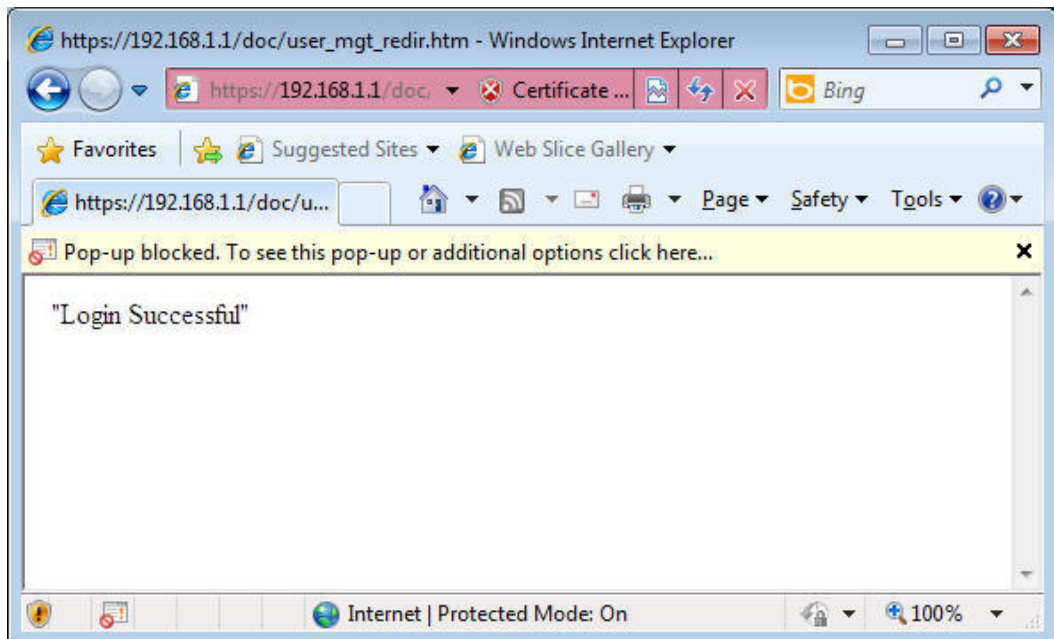 https://192.168.1.1/doc/user_mgt_redir.htm - Windows Internet Explorer
https://192.168.1.1/doc, Certificate ... Bing
Favorites Suggested Sites Web Slice Gallery
https://192.168.1.1/doc/u... Page Safety Tools
Pop-up blocked. To see this pop-up or additional options click here...
"Login Successful"
Internet | Protected Mode: On 100%